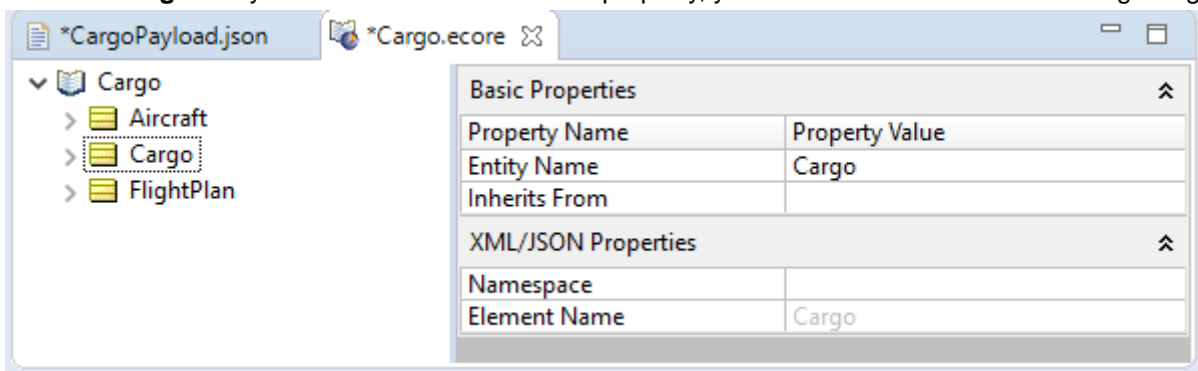 *CargoPayload.json
*Cargo.ecore
Cargo
Aircraft
Cargo
FlightPlan
Basic Properties
Property Name Property Value
Entity Name Cargo
Inherits From
XML/JSON Properties
Namespace
Element Name Cargo